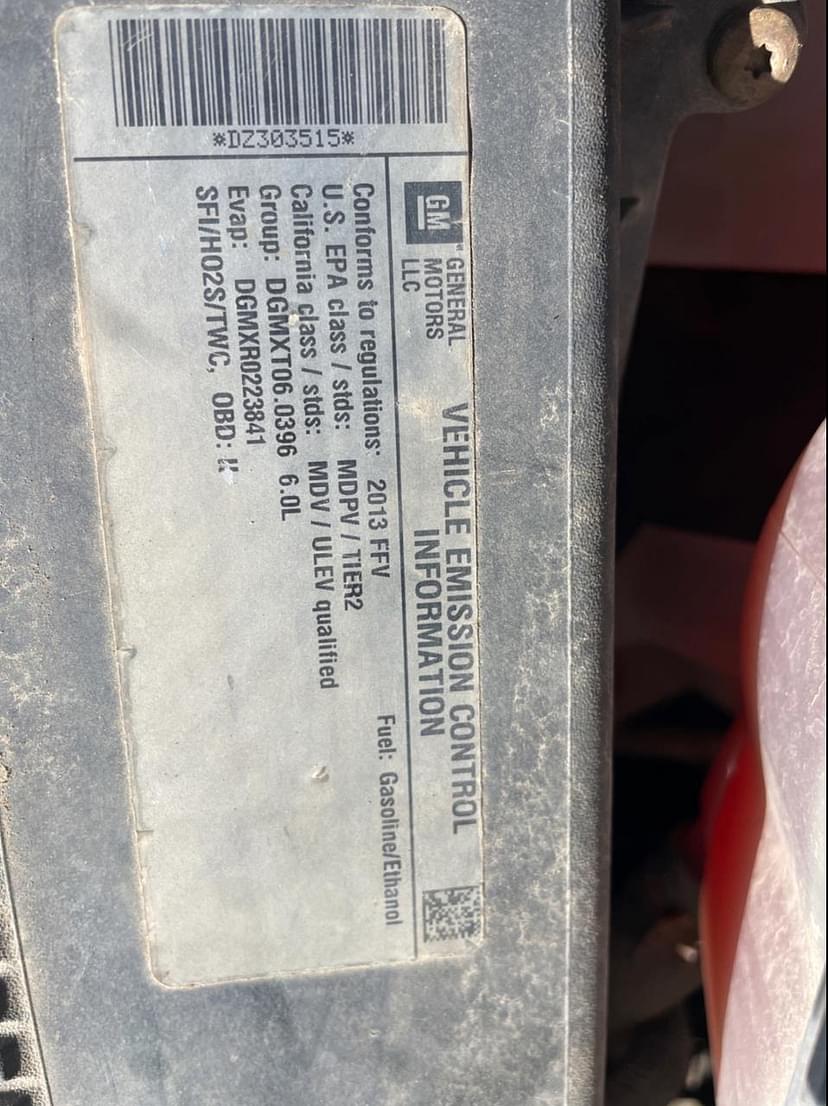 *DZ303515*
GM
GENERAL
MOTORS
LLC
VEHICLE EMISSION CONTROL
INFORMATION
Fuel: Gasoline/Ethanol
Conforms to regulations: 2013 FFV
U.S. EPA class / stds: MDPV / TIER2
California class / stds: MDV / ULEV qualified
Group: DGMXT06.0396 6.0L
Evap: DGMXR0223841
SFI/HO2S/TWC, OBD: